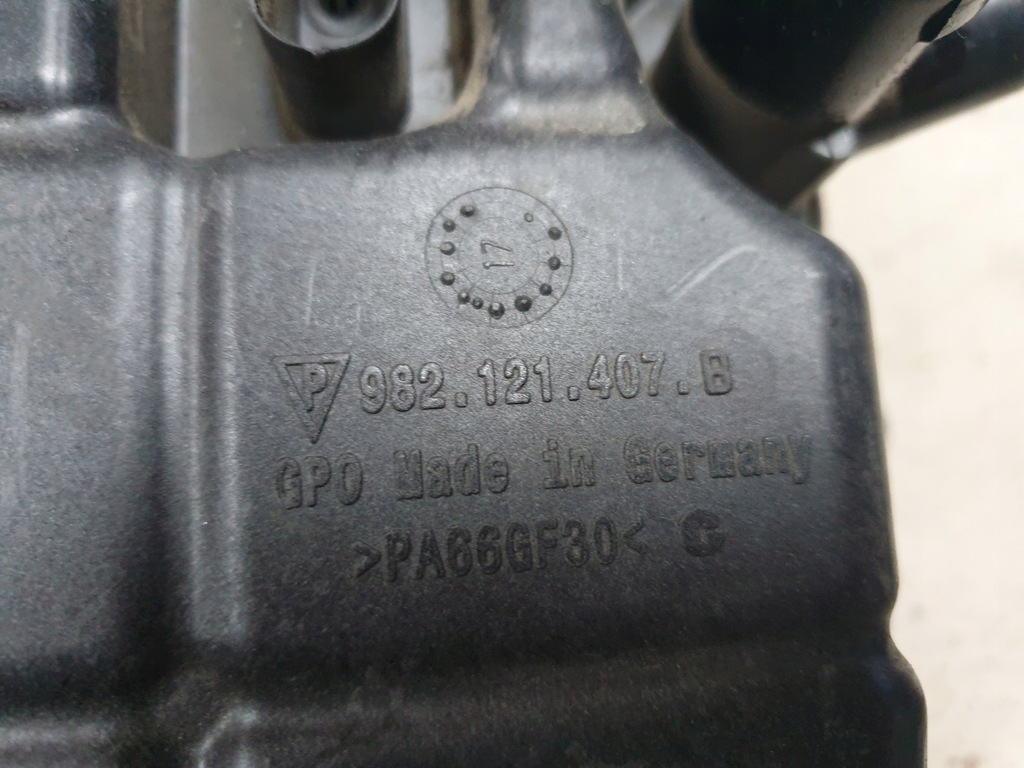 17
P 982.121.407.B
GPO Made in Germany
>PA66GF30< G